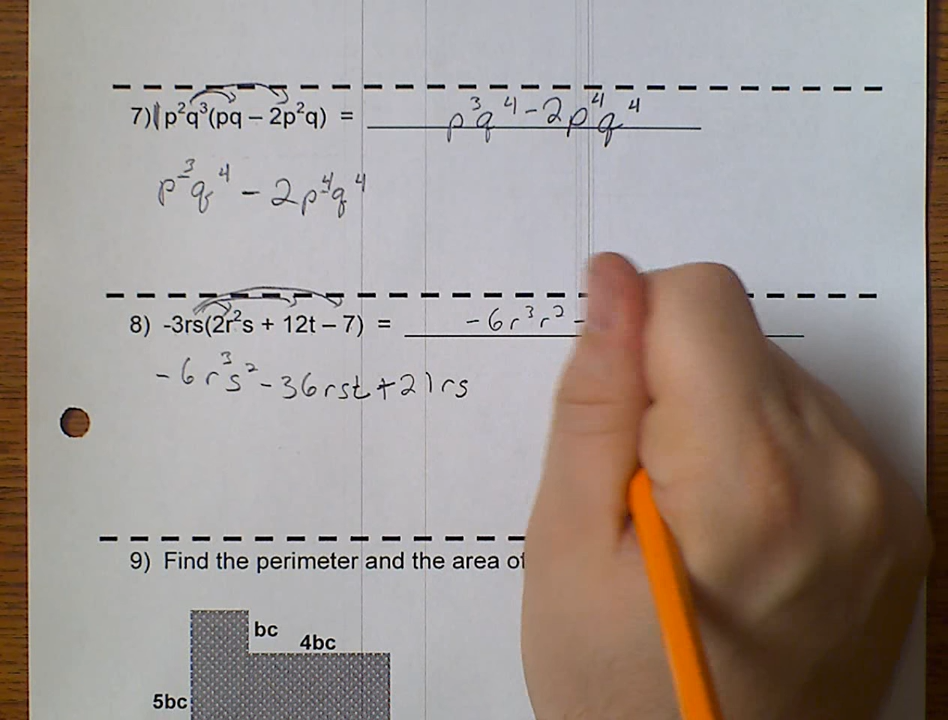 7) 1p²q³(pq – 2p²q) = p³q⁴ - 2p⁴q⁴
p³q⁴ - 2p⁴q⁴
8) -3rs(2r²s + 12t – 7) = - 6r³r² -
- 6r³s² - 36rst + 21rs
9) Find the perimeter and the area of
bc
4bc
5bc